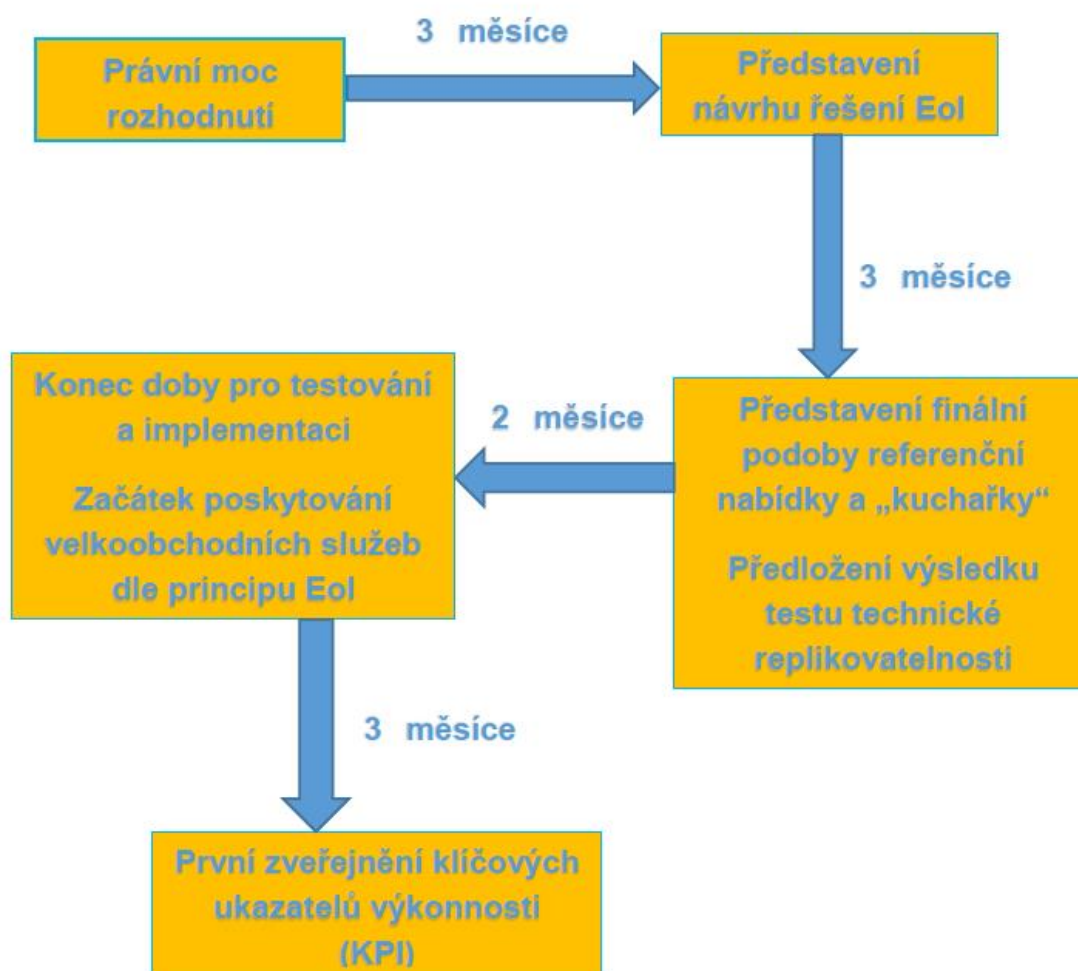 3 měsíce
Právní moc
rozhodnutí
Představení
návrhu řešení EoI
3 měsíce
Představení finální
podoby referenční
nabídky a „kuchařky“
Předložení výsledku
testu technické
replikovatelnosti
2 měsíce
Konec doby pro testování
a implementaci
Začátek poskytování
velkoobchodních služeb
dle principu EoI
3 měsíce
První zveřejnění klíčových
ukazatelů výkonnosti
(KPI)